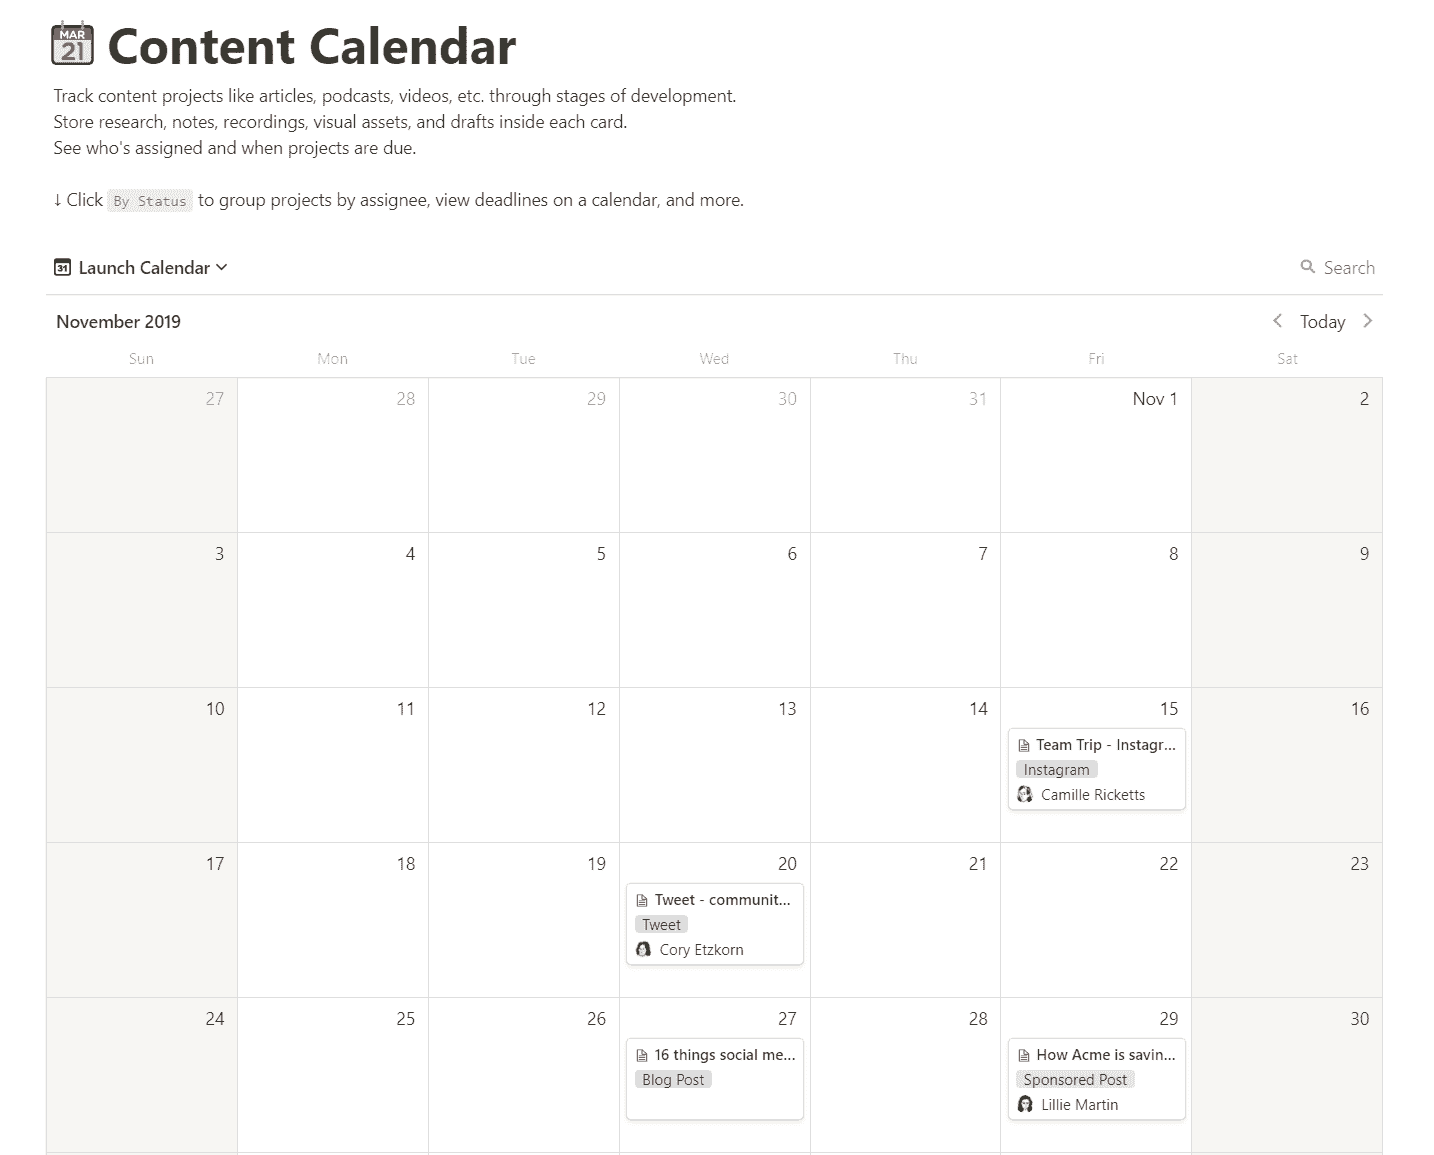 MAR
21
Content Calendar
Track content projects like articles, podcasts, videos, etc. through stages of development.
Store research, notes, recordings, visual assets, and drafts inside each card.
See who's assigned and when projects are due.
↓ Click By Status to group projects by assignee, view deadlines on a calendar, and more.
31 Launch Calendar Search
November 2019 Today
Sun Mon Tue Wed Thu Fri Sat
27 28 29 30 31 Nov 1 2
3 4 5 6 7 8 9
10 11 12 13 14 15 16
Team Trip - Instagr...
Instagram
Camille Ricketts
17 18 19 20 21 22 23
Tweet - communit...
Tweet
Cory Etzkorn
24 25 26 27 28 29 30
16 things social me... How Acme is savin...
Blog Post Sponsored Post
Lillie Martin